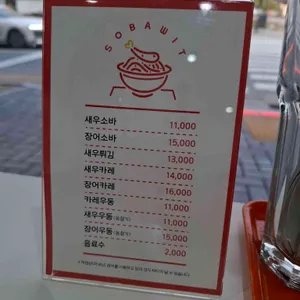 SOBAWIT
새우소바 11,000
장어소바 15,000
새우튀김 13,000
새우카레 14,000
장어카레 16,000
카레우동 11,000
새우우동 11,000
장어우동 15,000
음료수 2,000